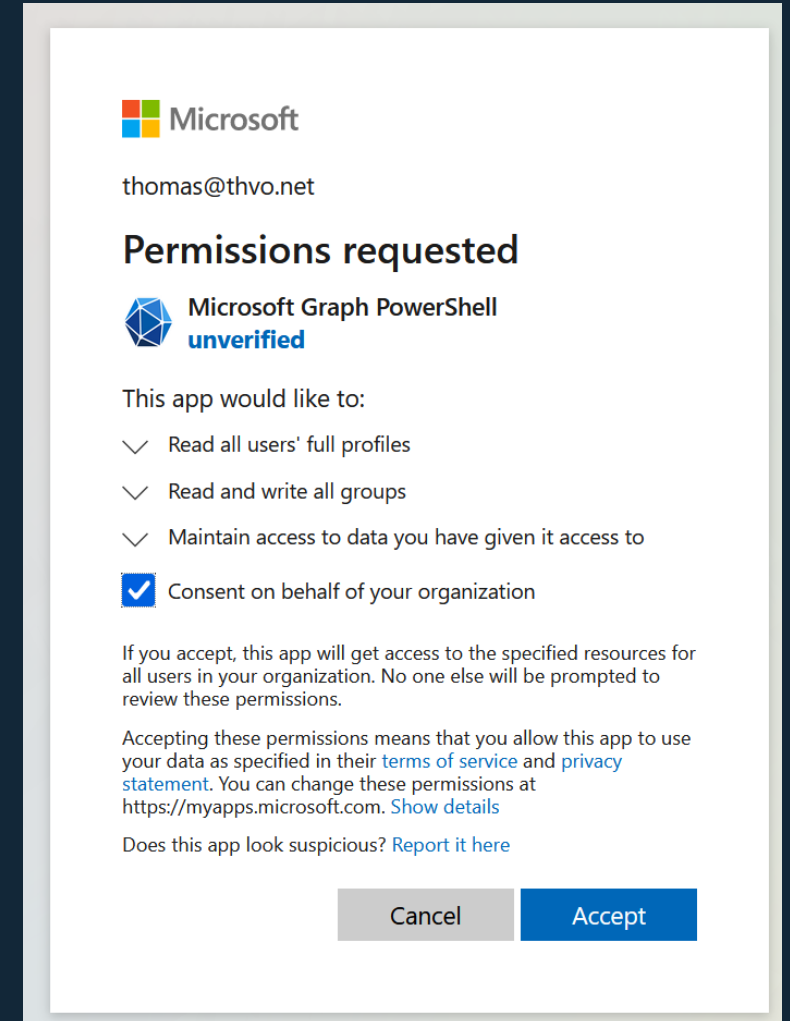 Microsoft
thomas@thvo.net
Permissions requested
Microsoft Graph PowerShell
unverified
This app would like to:
Read all users' full profiles
Read and write all groups
Maintain access to data you have given it access to
Consent on behalf of your organization
If you accept, this app will get access to the specified resources for
all users in your organization. No one else will be prompted to
review these permissions.
Accepting these permissions means that you allow this app to use
your data as specified in their terms of service and privacy
statement. You can change these permissions at
https://myapps.microsoft.com. Show details
Does this app look suspicious? Report it here
Cancel
Accept